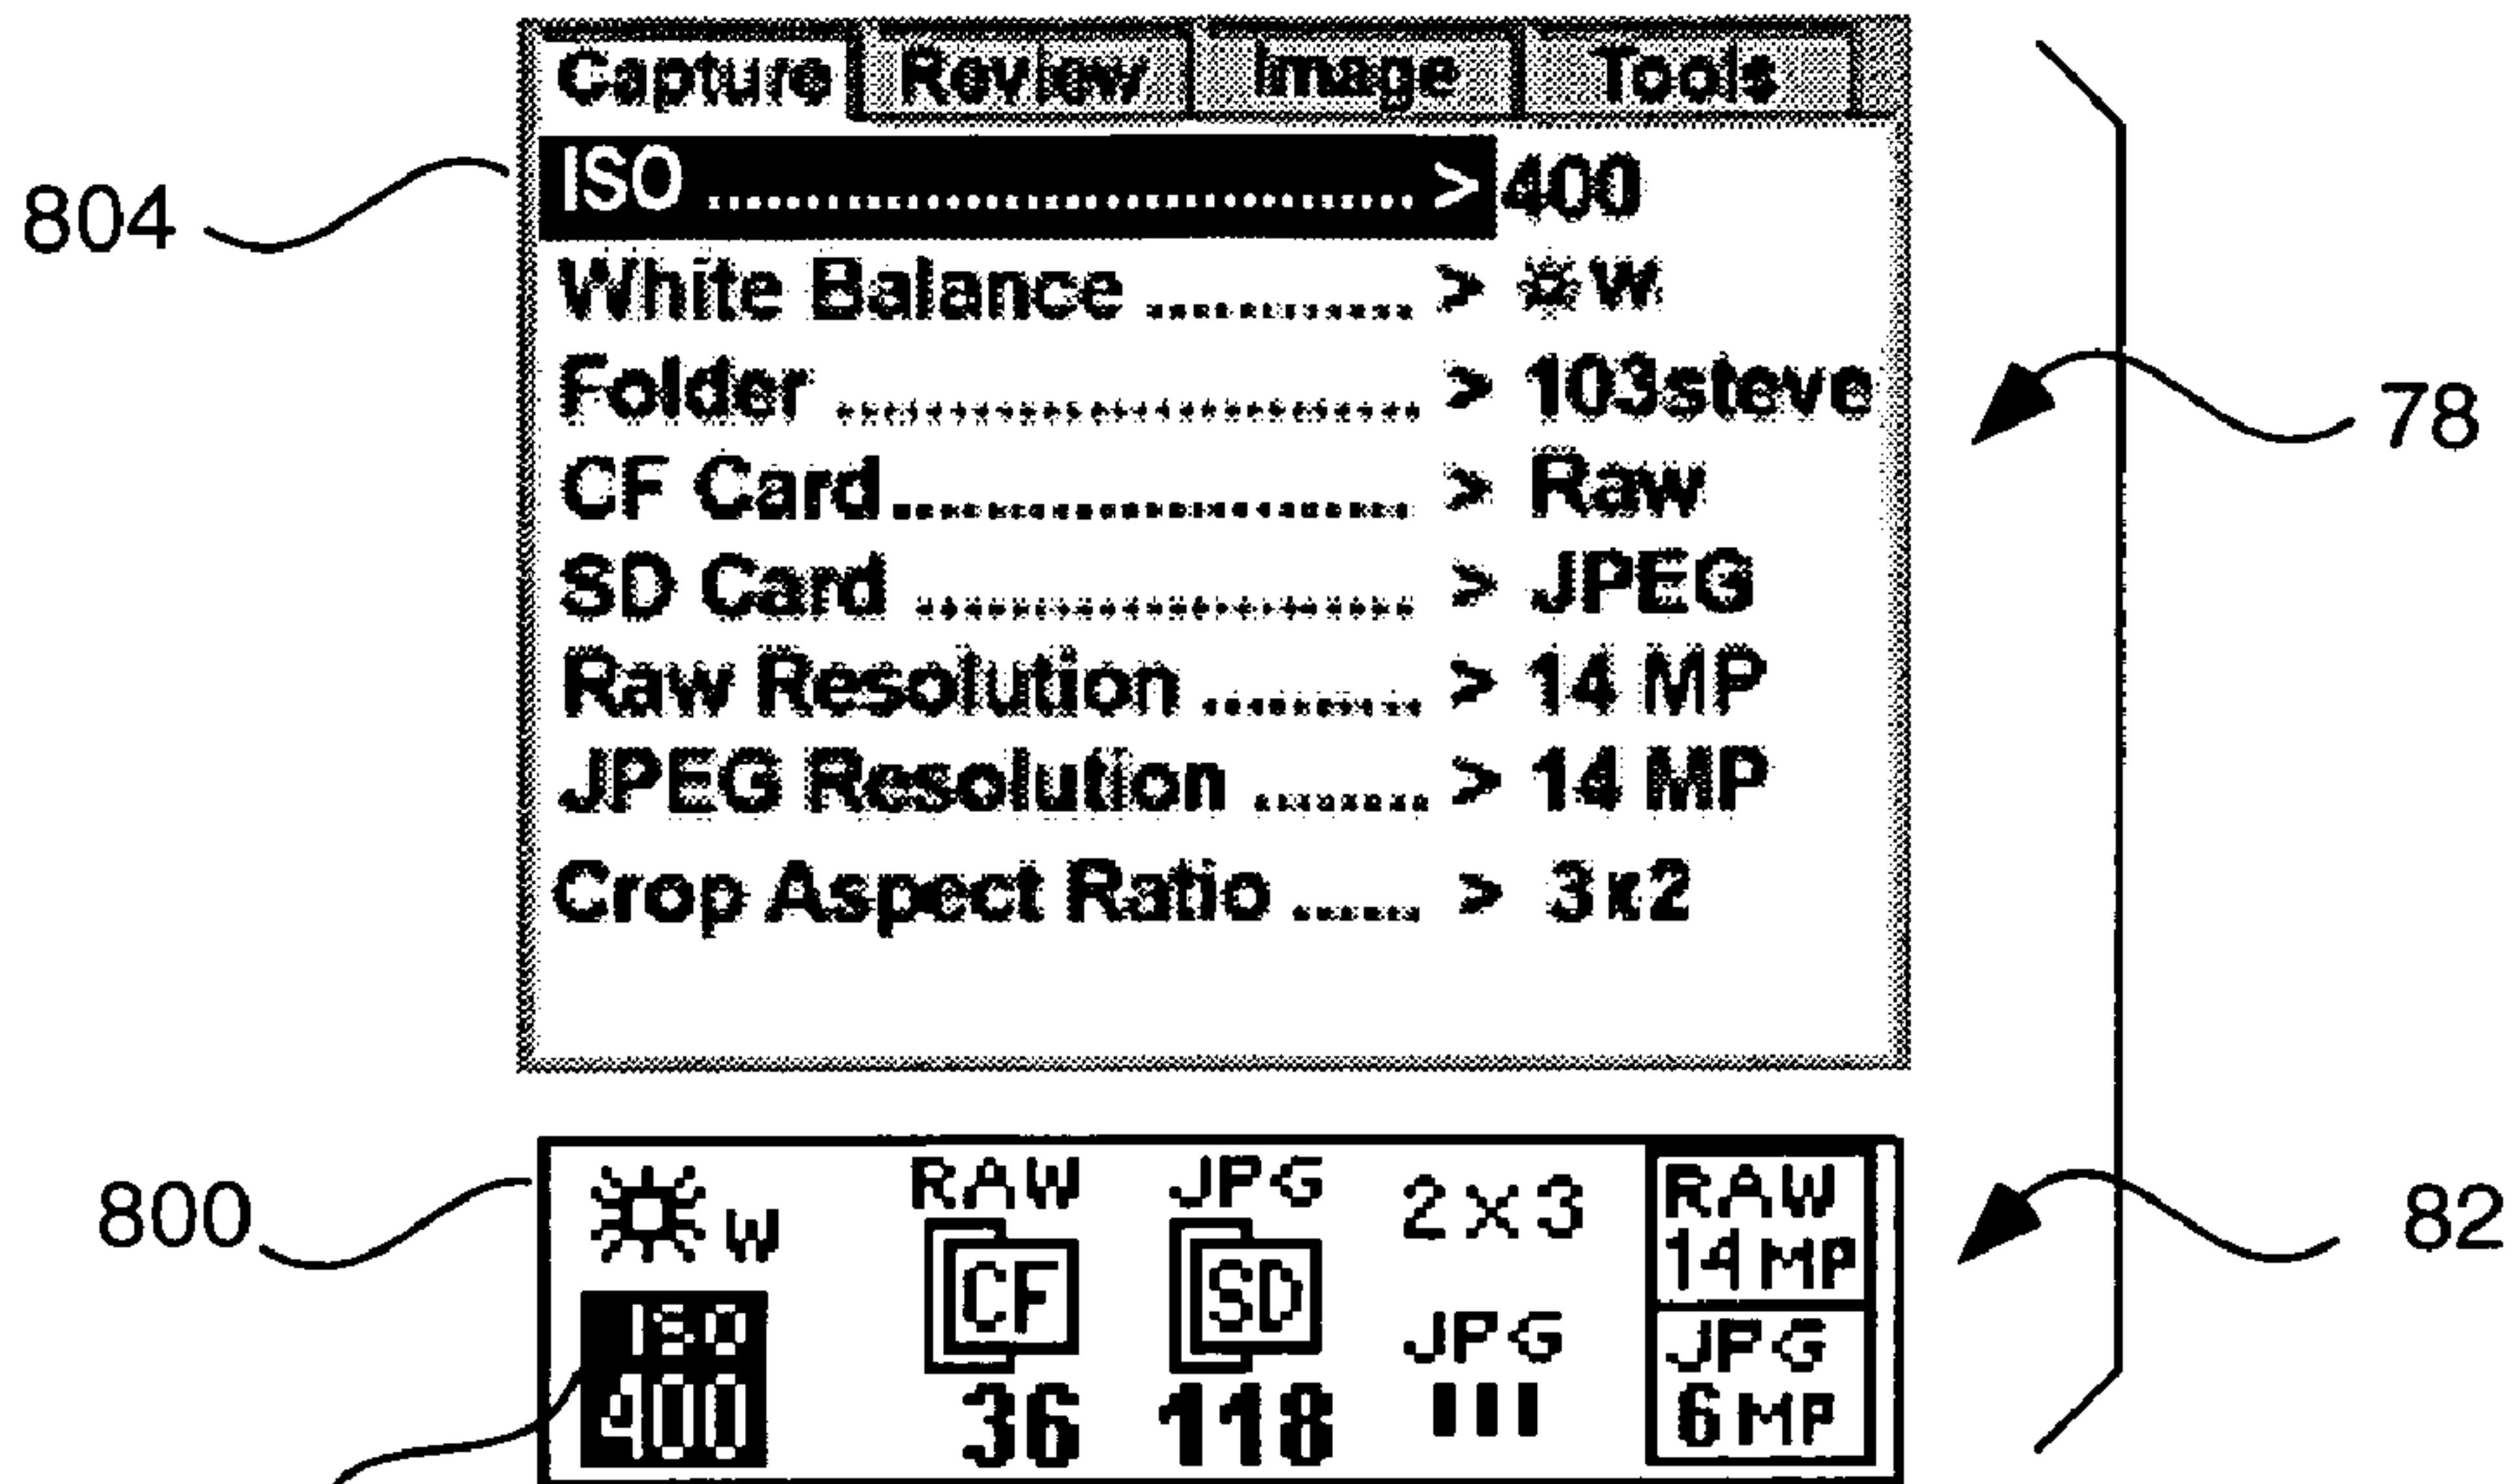 Capture Review Image Tools
804
ISO > 400
White Balance > W
Folder > 103steve
78
CF Card > Raw
SD Card > JPEG
Raw Resolution > 14 MP
JPEG Resolution > 14 MP
Crop Aspect Ratio > 3x2
800
W
RAW JPG 2x3 RAW
14 MP
82
CF SD
ISO
400
JPG JPG
36 118 6 MP